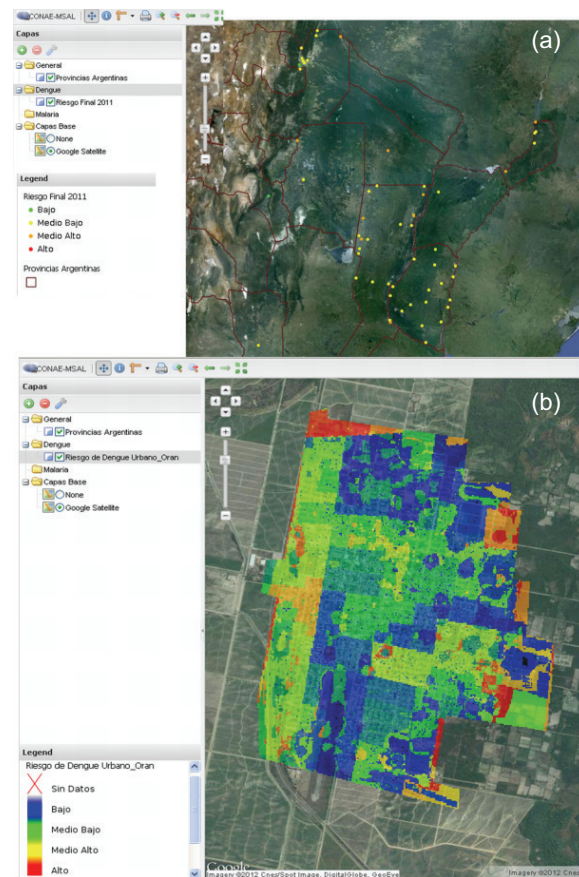 CONAE-MSAL
(a)
Capas
General
Provincias Argentinas
Dengue
Riesgo Final 2011
Malaria
Capas Base
None
Google Satellite
Legend
Riesgo Final 2011
Bajo
Medio Bajo
Medio Alto
Alto
Provincias Argentinas
CONAE-MSAL
(b)
Capas
General
Provincias Argentinas
Dengue
Riesgo de Dengue Urbano_Oran
Malaria
Capas Base
None
Google Satellite
Legend
Riesgo de Dengue Urbano_Oran
Sin Datos
Bajo
Medio Bajo
Medio Alto
Alto
Google
Imagery ©2012 Cnes/Spot Image, DigitalGlobe, GeoEye
Imagery ©2012 Cnes